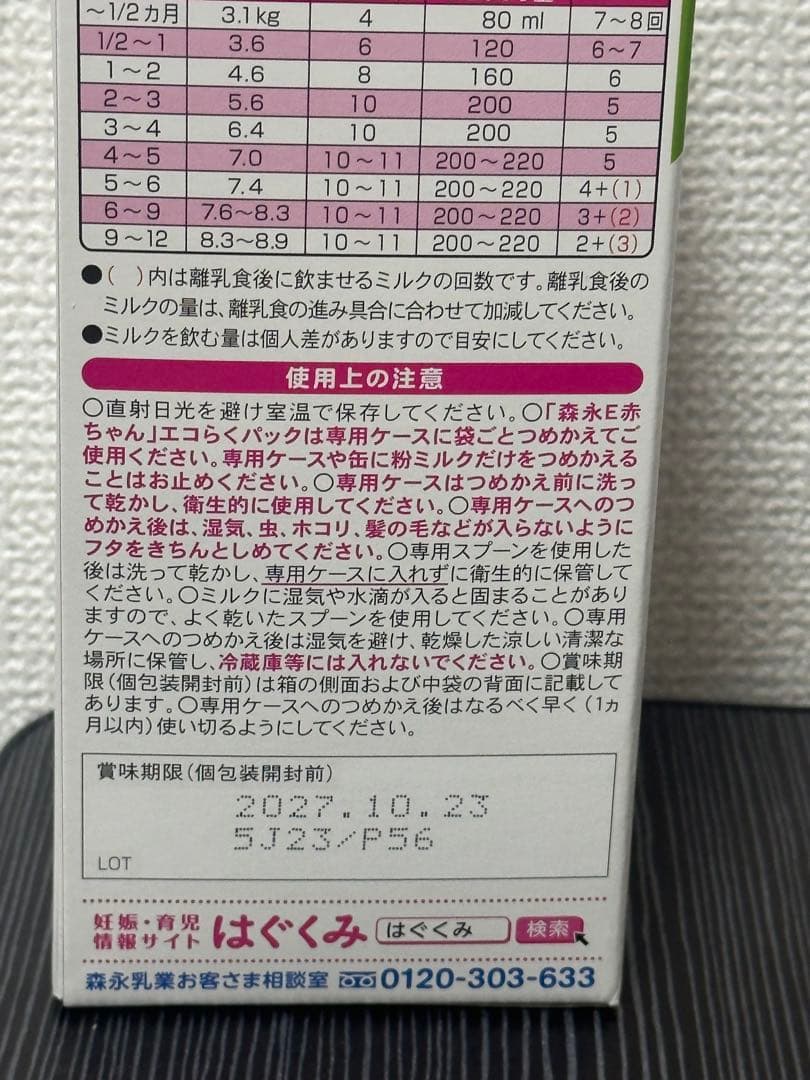 ～1/2カ月 3.1kg 4 80 ml 7～8回
1/2～1 3.6 6 120 6～7
1～2 4.6 8 160 6
2～3 5.6 10 200 5
3～4 6.4 10 200 5
4～5 7.0 10～11 200～220 5
5～6 7.4 10～11 200～220 4+(1)
6～9 7.6～8.3 10～11 200～220 3+(2)
9～12 8.3～8.9 10～11 200～220 2+(3)
●( )内は離乳食後に飲ませるミルクの回数です。離乳食後の
ミルクの量は、離乳食の進み具合に合わせて加減してください。
●ミルクを飲む量は個人差がありますので目安にしてください。
使用上の注意
○直射日光を避け室温で保存してください。○「森永E赤
ちゃん」エコらくパックは専用ケースに袋ごとつめかえてご
使用ください。専用ケースや缶に粉ミルクだけをつめかえる
ことはお止めください。○専用ケースはつめかえ前に洗っ
て乾かし、衛生的に使用してください。○専用ケースへのつ
めかえ後は、湿気、虫、ホコリ、髪の毛などが入らないように
フタをきちんとしめてください。○専用スプーンを使用した
後は洗って乾かし、専用ケースに入れずに衛生的に保管して
ください。○ミルクに湿気や水滴が入ると固まることがあり
ますので、よく乾いたスプーンを使用してください。○専用
ケースへのつめかえ後は湿気を避け、乾燥した涼しい清潔な
場所に保管し、冷蔵庫等には入れないでください。○賞味期
限(個包装開封前)は箱の側面および中袋の背面に記載して
あります。○専用ケースへのつめかえ後はなるべく早く(1ヵ
月以内)使い切るようにしてください。
賞味期限(個包装開封前)
2027.10.23
5J23/P56
LOT
妊娠・育児
情報サイト はぐくみ はぐくみ 検索
森永乳業お客さま相談室 0120-303-633